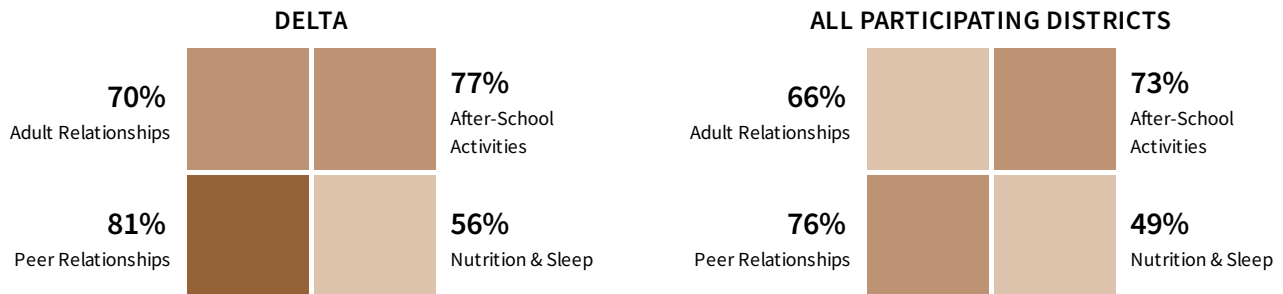 DELTA
70%
Adult Relationships
77%
After-School
Activities
81%
Peer Relationships
56%
Nutrition & Sleep
ALL PARTICIPATING DISTRICTS
66%
Adult Relationships
73%
After-School
Activities
76%
Peer Relationships
49%
Nutrition & Sleep